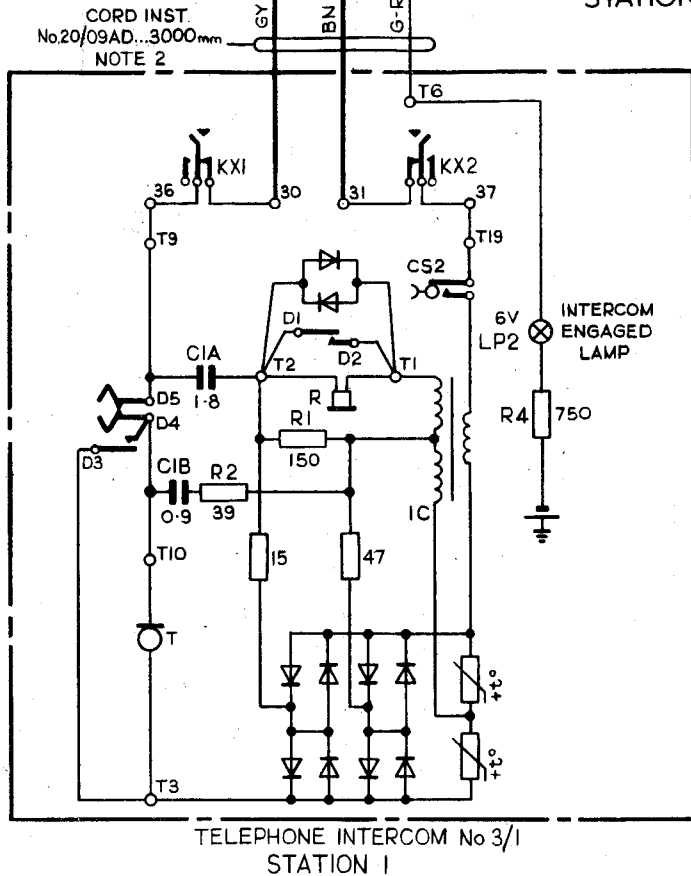 STATION
CORD INST.
No.20/09AD...3000mm
NOTE 2
GY
BN
G-R
T6
KX1
KX2
36
30
31
37
T9
T19
CS2
D1
D2
6V
LP2
INTERCOM
ENGAGED
LAMP
C1A
T2
T1
1·8
R
D5
D4
R1
150
R4
750
D3
C1B
R2
0·9
39
IC
T10
15
47
T
+t°
+t°
T3
TELEPHONE INTERCOM No 3/1
STATION 1